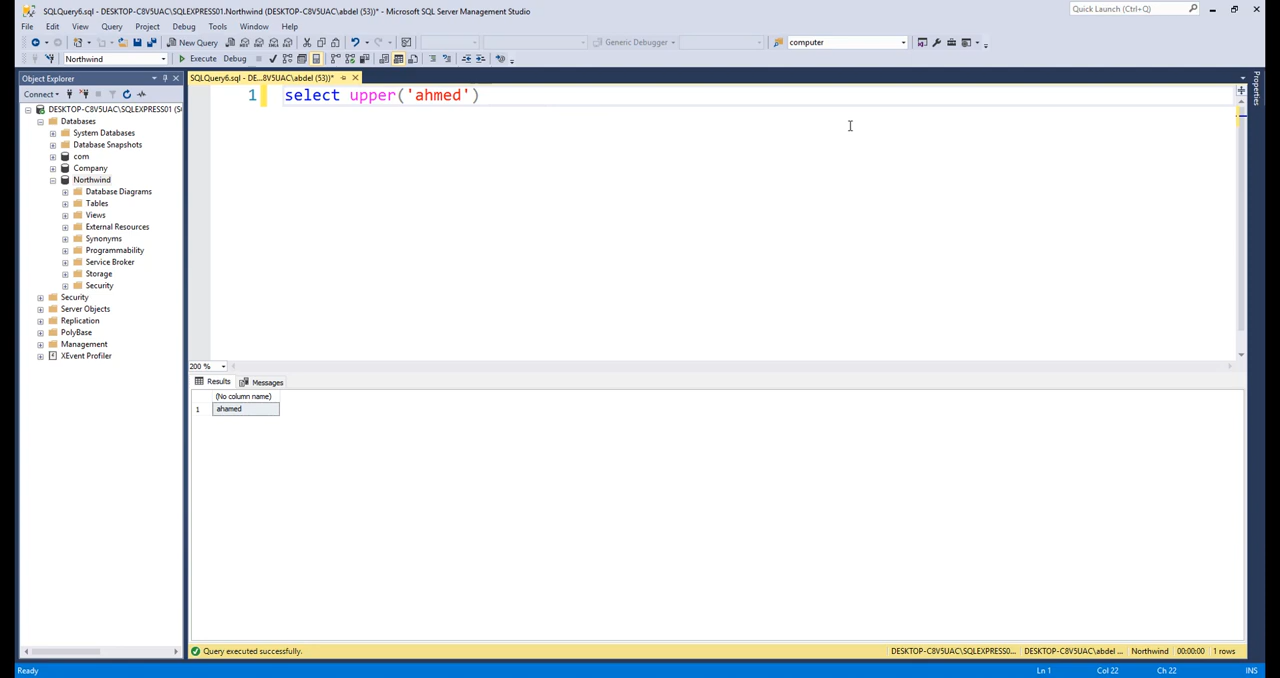 SQLQuery6.sql - DESKTOP-C8V5UAC\SQLEXPRESS01.Northwind (DESKTOP-C8V5UAC\abdel (53))* - Microsoft SQL Server Management Studio
Quick Launch (Ctrl+Q)
File Edit View Query Project Debug Tools Window Help
New Query Generic Debugger computer
Northwind Execute Debug
Object Explorer
SQLQuery6.sql - DE...8V5UAC\abdel (53))*
Properties
Connect
1 select upper('ahmed')
DESKTOP-C8V5UAC\SQLEXPRESS01 (S(
Databases
System Databases
Database Snapshots
com
Company
Northwind
Database Diagrams
Tables
Views
External Resources
Synonyms
Programmability
Service Broker
Storage
Security
Security
Server Objects
Replication
PolyBase
Management
XEvent Profiler
200 %
Results Messages
(No column name)
1 ahamed
Query executed successfully.
DESKTOP-C8V5UAC\SQLEXPRESS0... DESKTOP-C8V5UAC\abdel ... Northwind 00:00:00 1 rows
Ready Ln 1 Col 22 Ch 22 INS